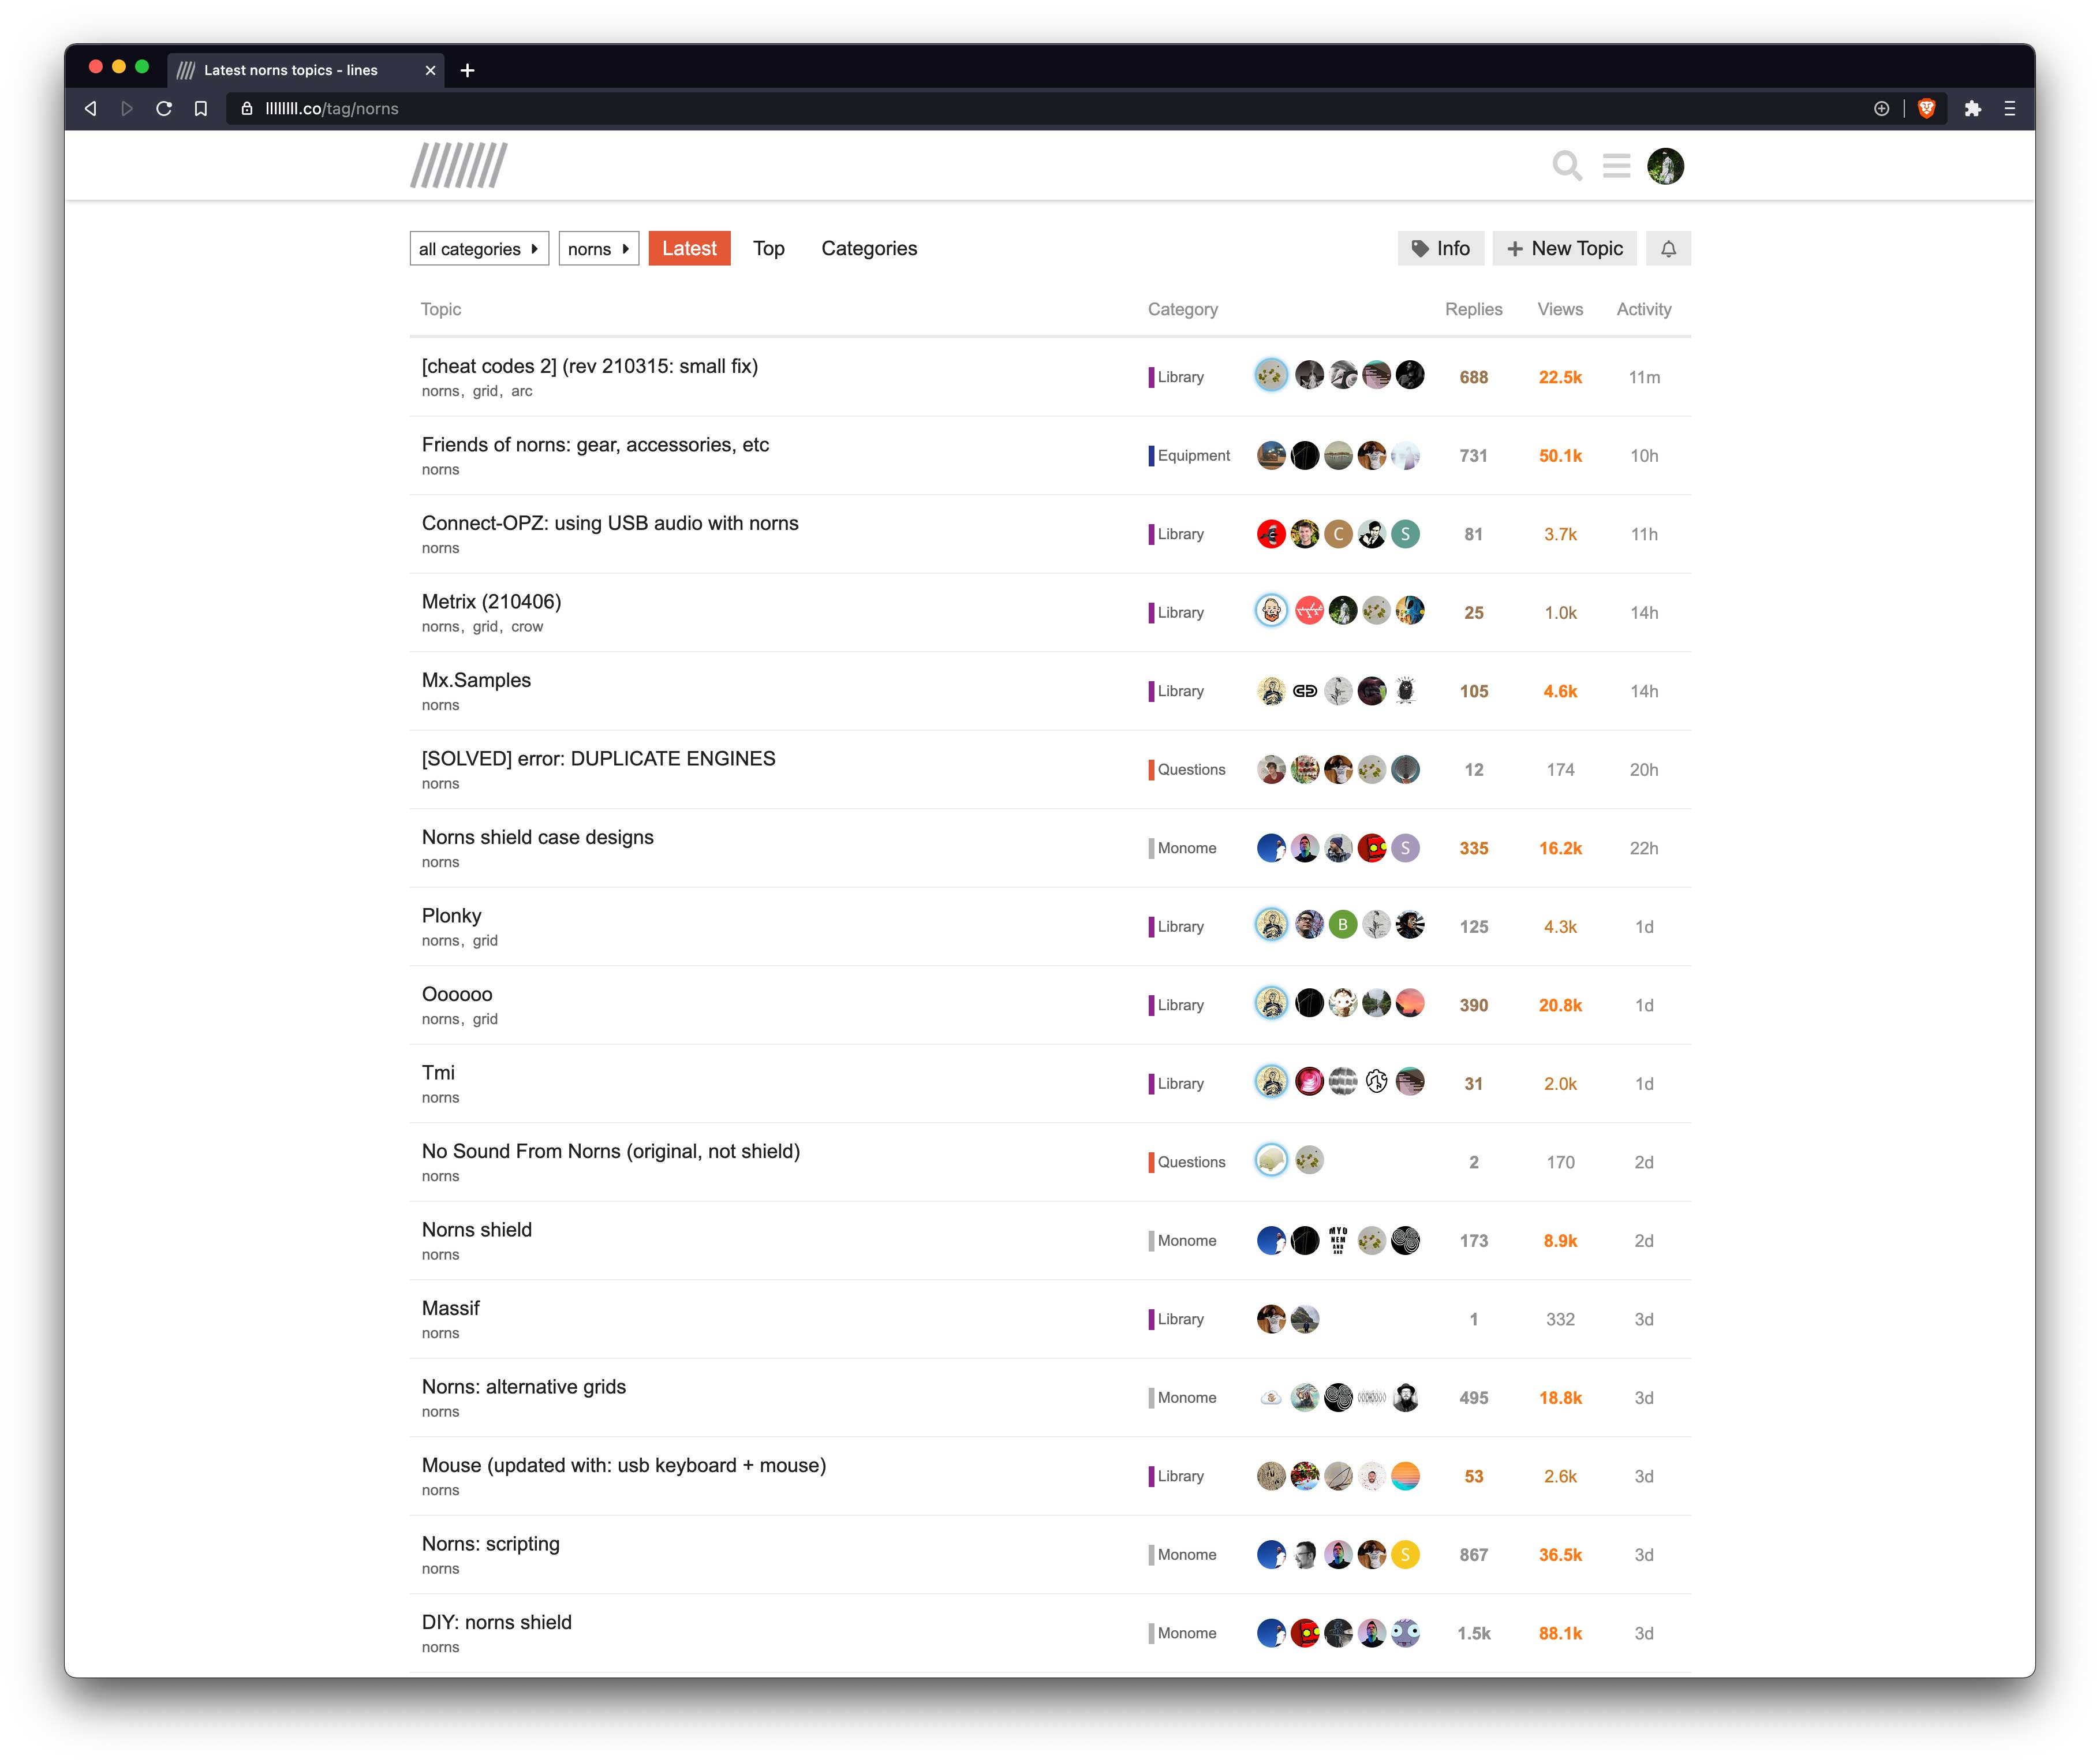 Latest norns topics - lines
llllllll.co/tag/norns
all categories norns Latest Top Categories Info New Topic
Topic Category Replies Views Activity
[cheat codes 2] (rev 210315: small fix)
norns, grid, arc
Library 688 22.5k 11m
Friends of norns: gear, accessories, etc
norns
Equipment 731 50.1k 10h
Connect-OPZ: using USB audio with norns
norns
Library C S 81 3.7k 11h
Metrix (210406)
norns, grid, crow
Library 25 1.0k 14h
Mx.Samples
norns
Library 105 4.6k 14h
[SOLVED] error: DUPLICATE ENGINES
norns
Questions 12 174 20h
Norns shield case designs
norns
Monome S 335 16.2k 22h
Plonky
norns, grid
Library B 125 4.3k 1d
Oooooo
norns, grid
Library 390 20.8k 1d
Tmi
norns
Library 31 2.0k 1d
No Sound From Norns (original, not shield)
norns
Questions 2 170 2d
Norns shield
norns
Monome MYO NEM AND AND 173 8.9k 2d
Massif
norns
Library 1 332 3d
Norns: alternative grids
norns
Monome 495 18.8k 3d
Mouse (updated with: usb keyboard + mouse)
norns
Library 53 2.6k 3d
Norns: scripting
norns
Monome S 867 36.5k 3d
DIY: norns shield
norns
Monome 1.5k 88.1k 3d